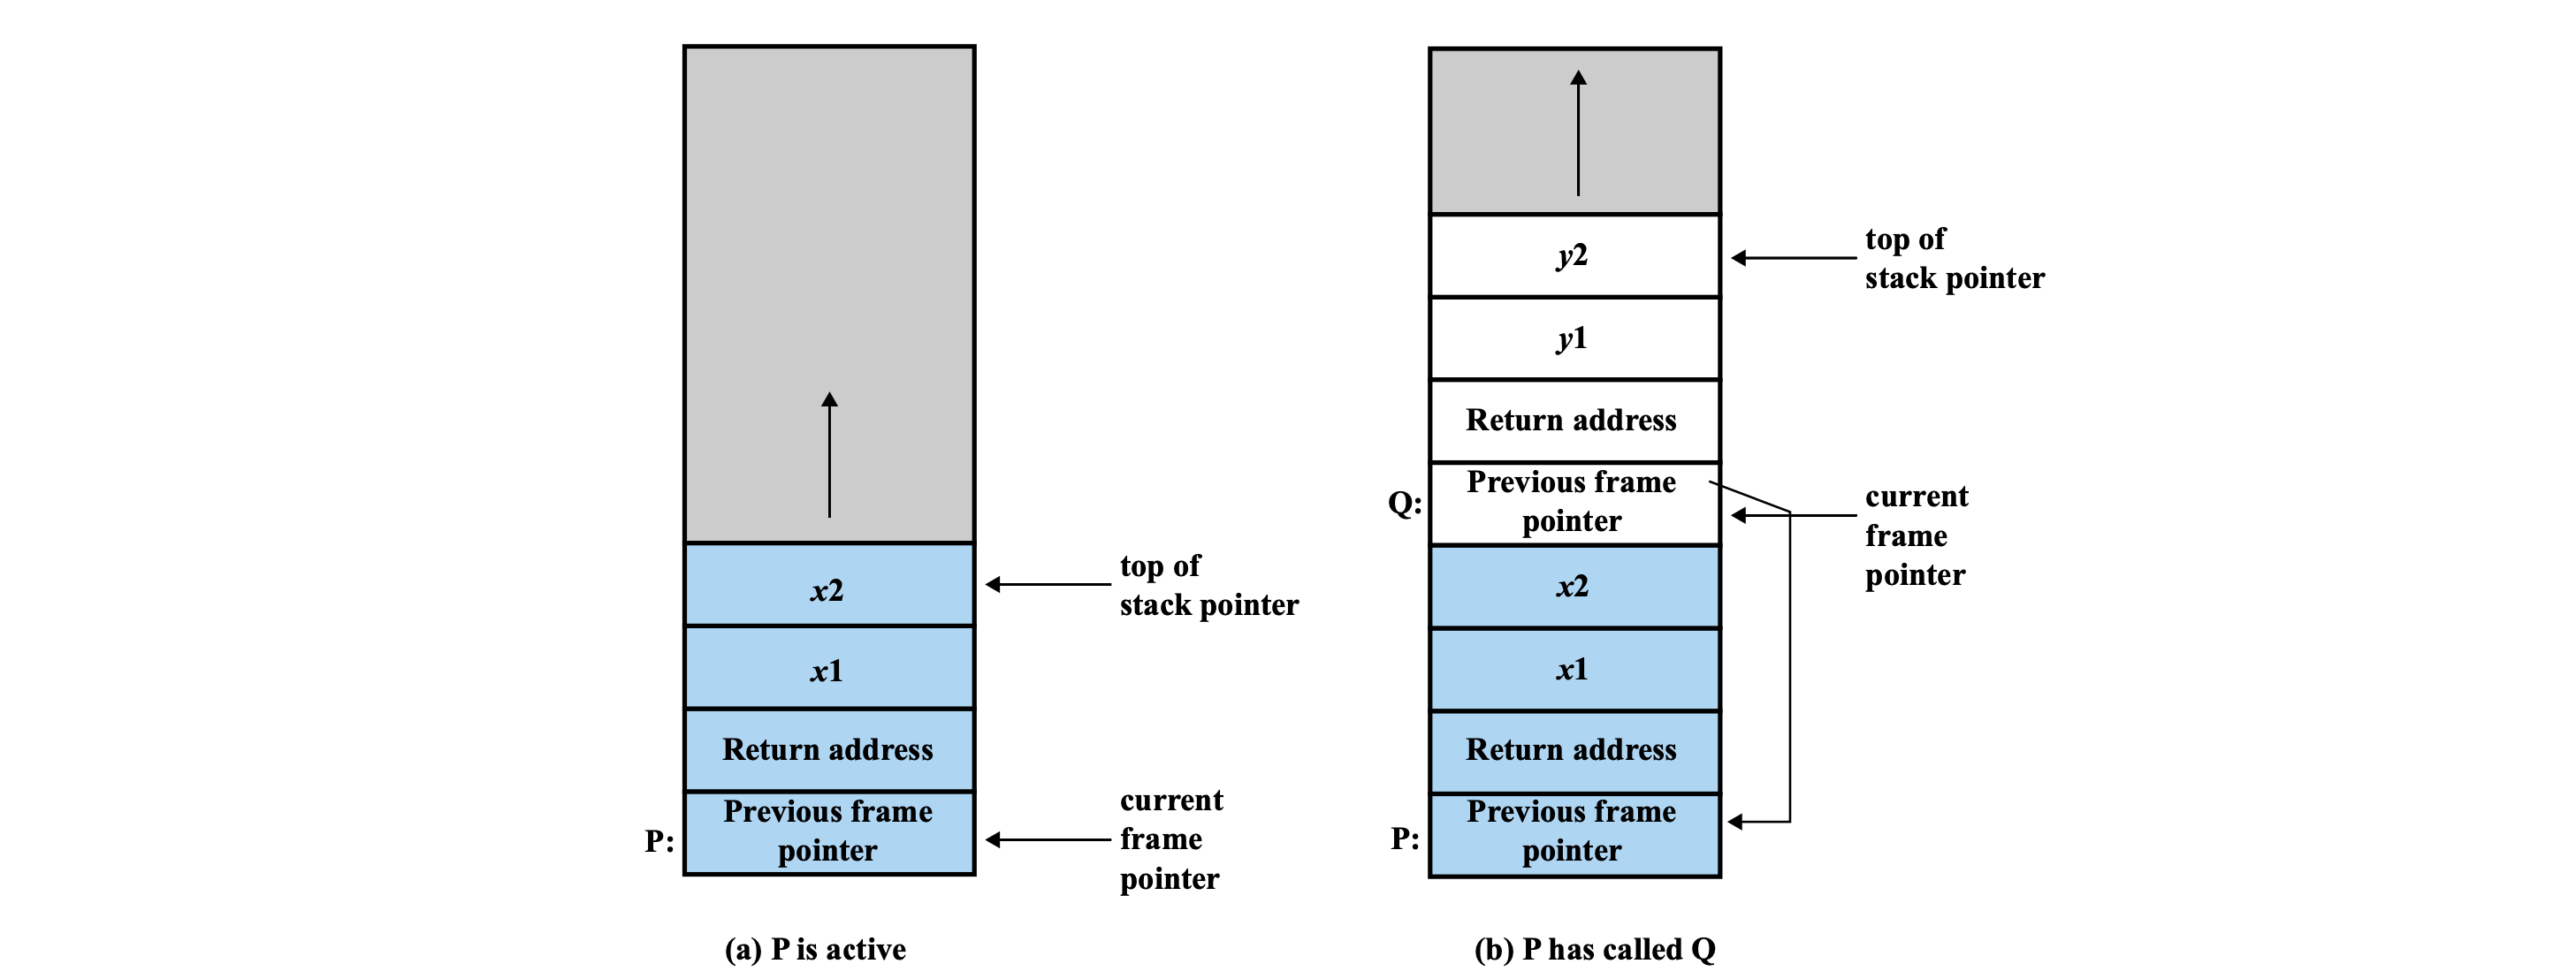 x2
top of
stack pointer
x1
Return address
P:
Previous frame
pointer
current
frame
pointer
(a) P is active
y2
top of
stack pointer
y1
Return address
Q:
Previous frame
pointer
current
frame
pointer
x2
x1
Return address
P:
Previous frame
pointer
(b) P has called Q